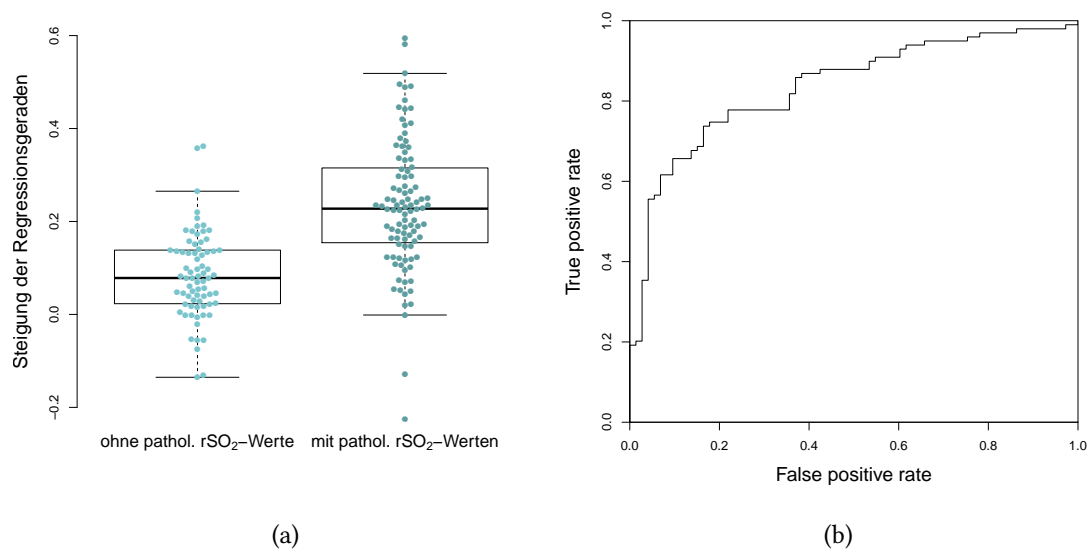 Steigung der Regressionsgeraden
0.6
0.4
0.2
0.0
−0.2
ohne pathol. rSO₂−Werte
mit pathol. rSO₂−Werten
(a)
True positive rate
1.0
0.8
0.6
0.4
0.2
0.0
0.0 0.2 0.4 0.6 0.8 1.0
False positive rate
(b)